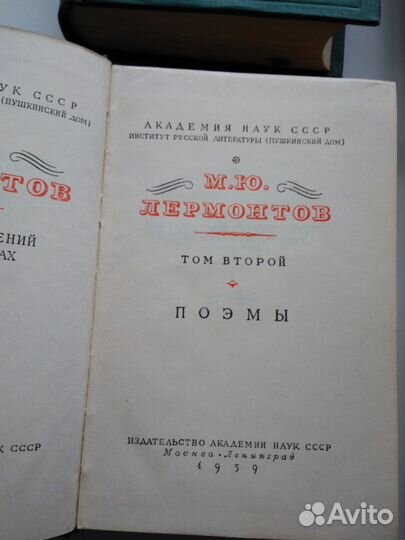 УК СССР
(ПУШКИНСКИЙ ДОМ)
ТОВ
ЕНИЙ
АХ
К СССР
АКАДЕМИЯ НАУК СССР
ИНСТИТУТ РУССКОЙ ЛИТЕРАТУРЫ (ПУШКИНСКИЙ ДОМ)
М.Ю.
ЛЕРМОНТОВ
ТОМ ВТОРОЙ
ПОЭМЫ
ИЗДАТЕЛЬСТВО АКАДЕМИИ НАУК СССР
Москва - Ленинград
1959
Avito